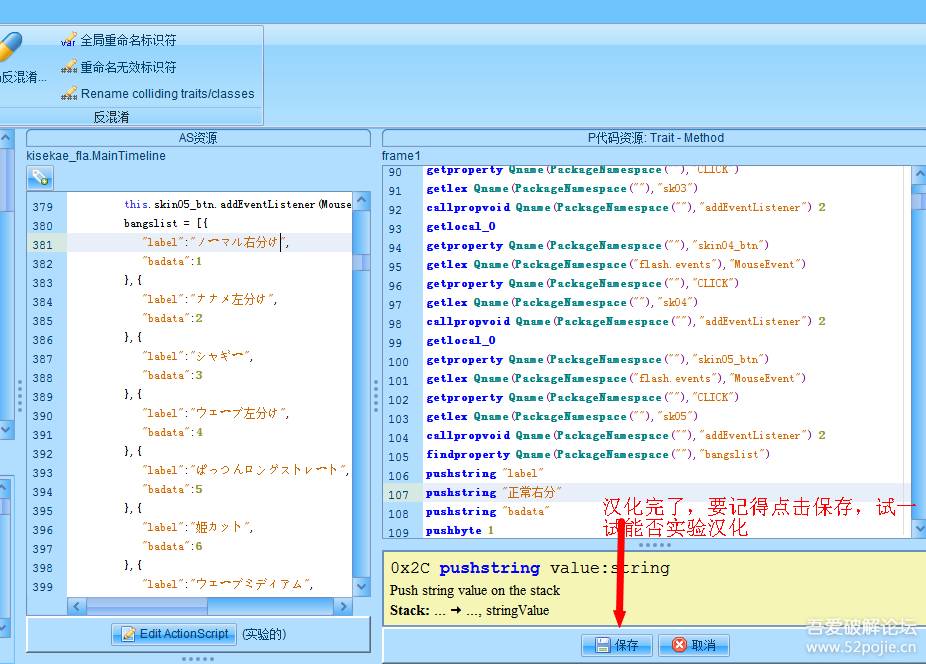 var 全局重命名标识符
反混淆...
重命名无效标识符
Rename colliding traits/classes
反混淆
AS资源
kisekae_fla.MainTimeline
379 this.skin05_btn.addEventListener(Mouse
380 bangslist = [{
381 "label":"ノーマル右分け",
382 "badata":1
383 },{
384 "label":"ナナメ左分け",
385 "badata":2
386 },{
387 "label":"シャギー",
388 "badata":3
389 },{
390 "label":"ウェーブ左分け",
391 "badata":4
392 },{
393 "label":"ぱっつんロングストレート",
394 "badata":5
395 },{
396 "label":"姫カット",
397 "badata":6
398 },{
399 "label":"ウェーブミディアム",
Edit ActionScript (实验的)
P代码资源: Trait - Method
frame1
90 getproperty Qname(PackageNamespace(""),"CLICK")
91 getlex Qname(PackageNamespace(""),"sk03")
92 callpropvoid Qname(PackageNamespace(""),"addEventListener") 2
93 getlocal_0
94 getproperty Qname(PackageNamespace(""),"skin04_btn")
95 getlex Qname(PackageNamespace("flash.events"),"MouseEvent")
96 getproperty Qname(PackageNamespace(""),"CLICK")
97 getlex Qname(PackageNamespace(""),"sk04")
98 callpropvoid Qname(PackageNamespace(""),"addEventListener") 2
99 getlocal_0
100 getproperty Qname(PackageNamespace(""),"skin05_btn")
101 getlex Qname(PackageNamespace("flash.events"),"MouseEvent")
102 getproperty Qname(PackageNamespace(""),"CLICK")
103 getlex Qname(PackageNamespace(""),"sk05")
104 callpropvoid Qname(PackageNamespace(""),"addEventListener") 2
105 findproperty Qname(PackageNamespace(""),"bangslist")
106 pushstring "label"
107 pushstring "正常右分"
108 pushstring "badata"
109 pushbyte 1
汉化完了，要记得点击保存，试一
试能否实验汉化
0x2C pushstring value:string
Push string value on the stack
Stack: ... ➞ ..., stringValue
保存
取消
吾爱破解论坛
www.52pojie.cn